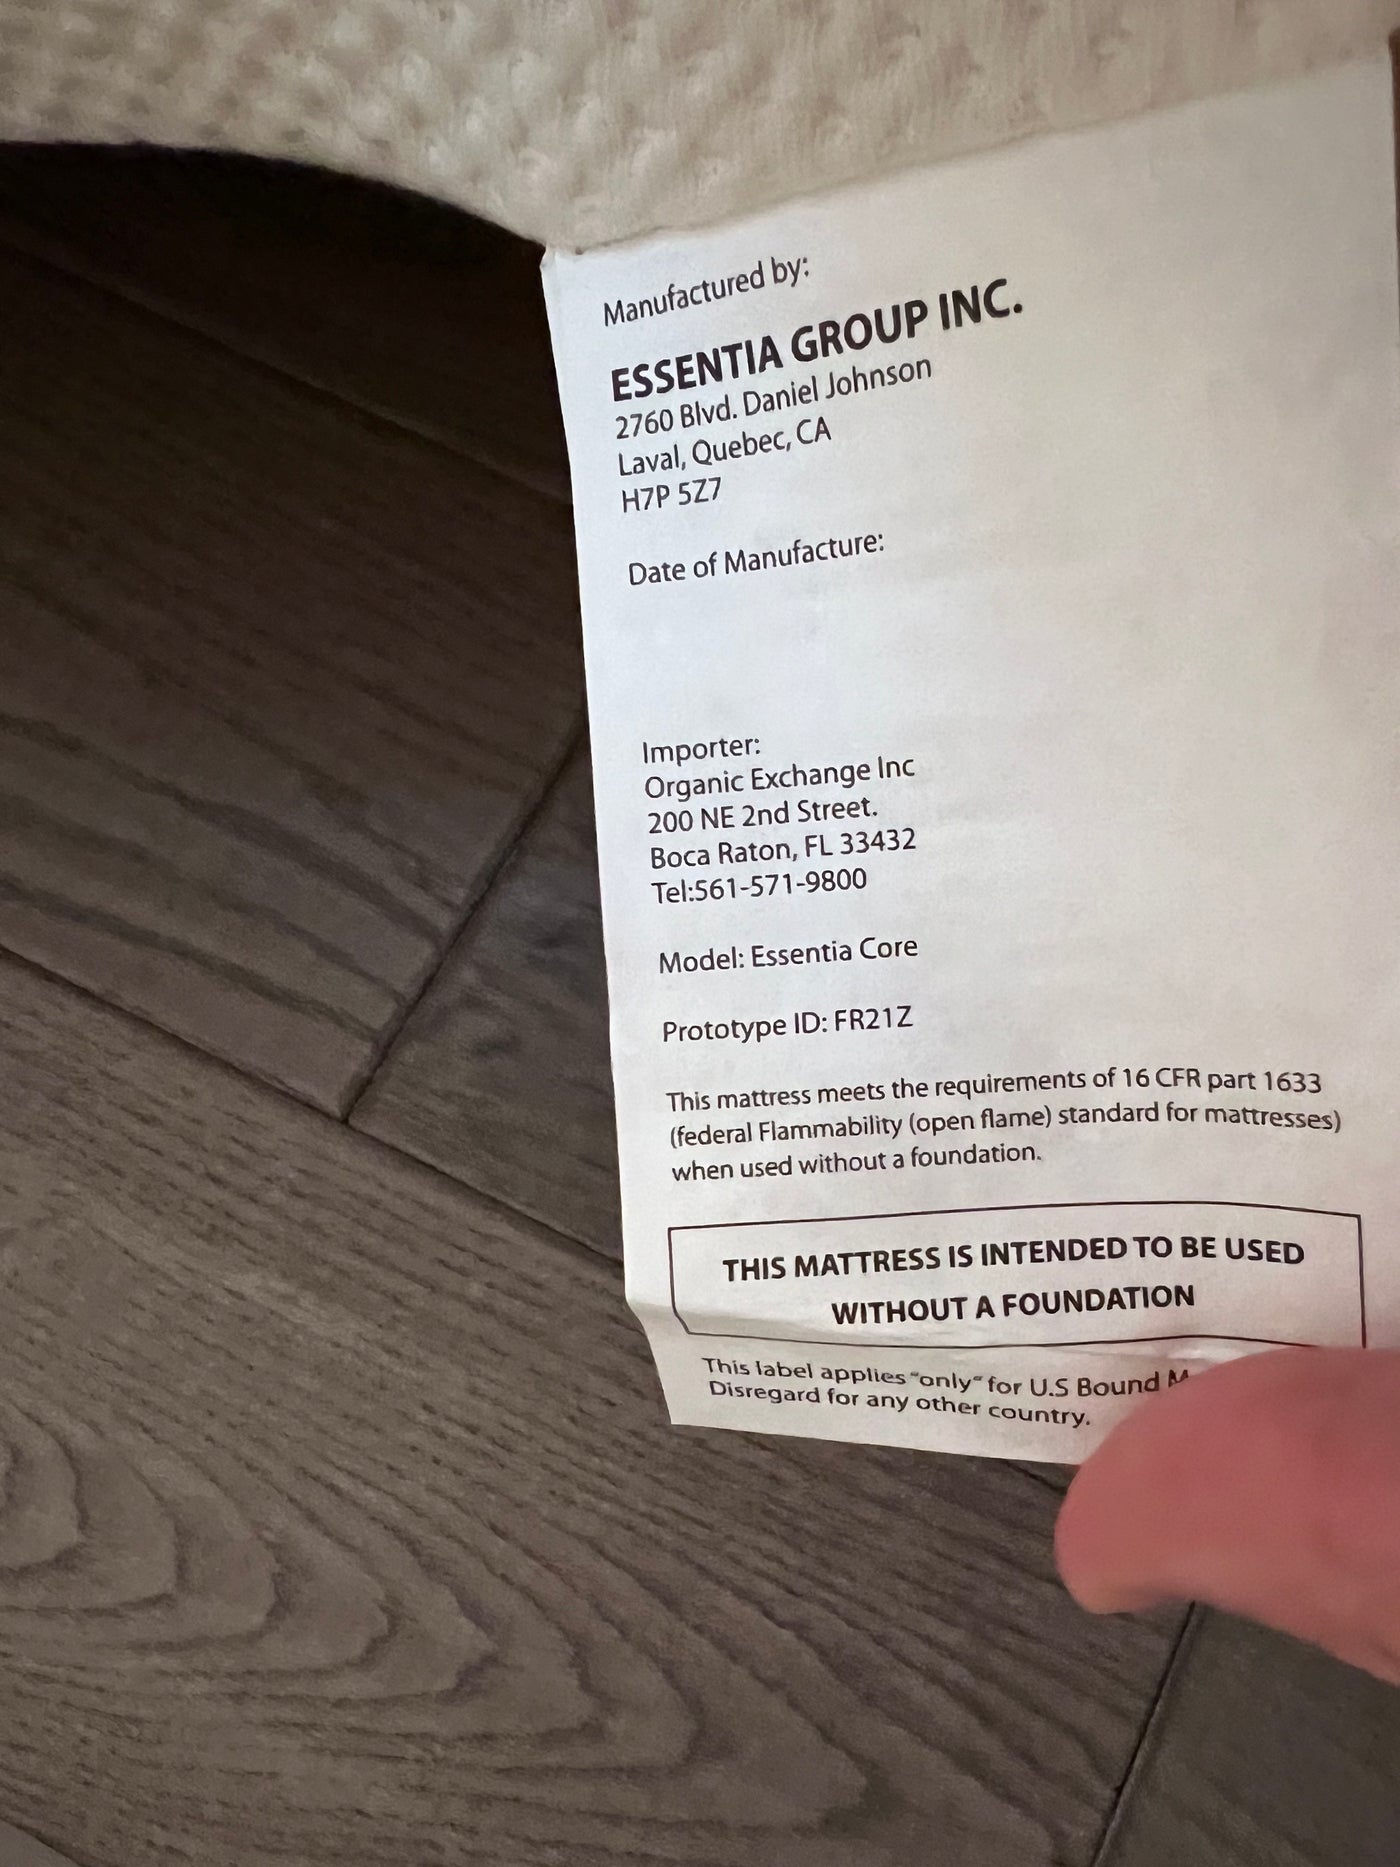 Manufactured by:
ESSENTIA GROUP INC.
2760 Blvd. Daniel Johnson
Laval, Quebec, CA
H7P 5Z7
Date of Manufacture:
Importer:
Organic Exchange Inc
200 NE 2nd Street.
Boca Raton, FL 33432
Tel:561-571-9800
Model: Essentia Core
Prototype ID: FR21Z
This mattress meets the requirements of 16 CFR part 1633
(federal Flammability (open flame) standard for mattresses)
when used without a foundation.
THIS MATTRESS IS INTENDED TO BE USED
WITHOUT A FOUNDATION
This label applies "only" for U.S Bound
Disregard for any other country.